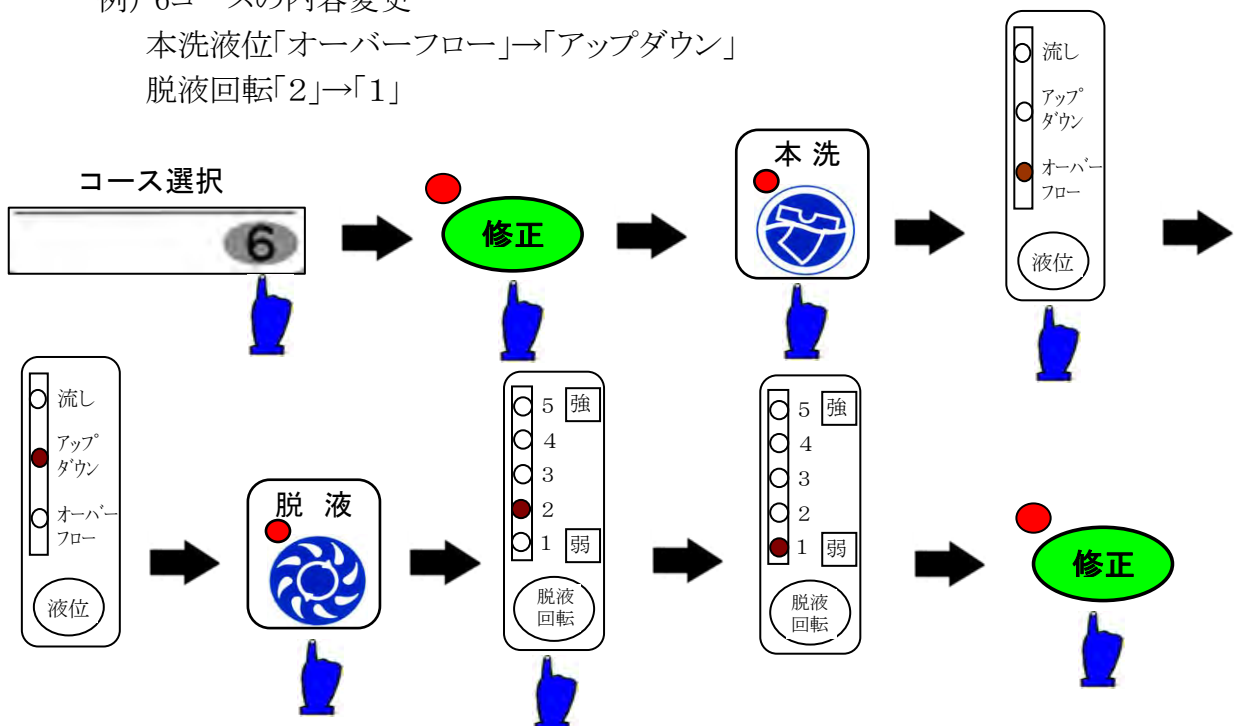 例) 6コースの内容変更
本洗液位「オーバーフロー」→「アップダウン」
脱液回転「2」→「1」
コース選択
6
修正
本洗
流し
アップ
ダウン
オーバー
フロー
液位
流し
アップ
ダウン
オーバー
フロー
液位
脱液
5 強
4
3
2
1 弱
脱液
回転
5 強
4
3
2
1 弱
脱液
回転
修正